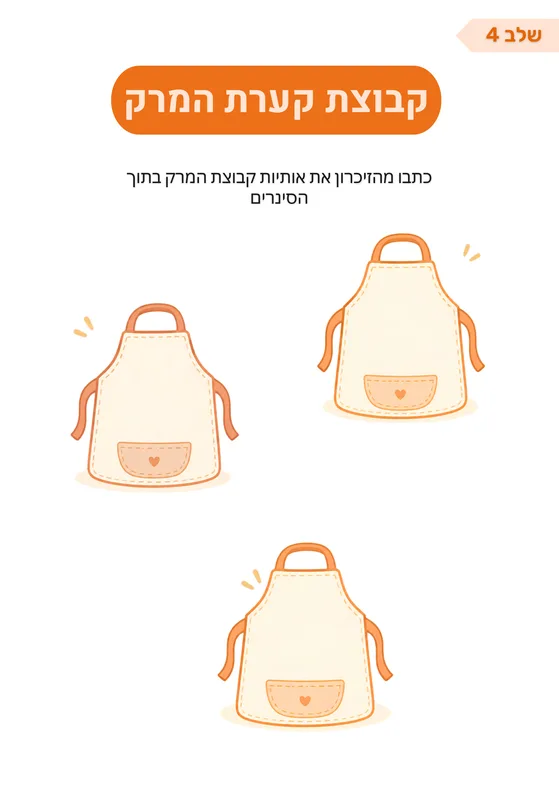 שלב 4
קבוצת קערת המרק
כתבו מהזיכרון את אותיות קבוצת המרק בתוך
הסינרים